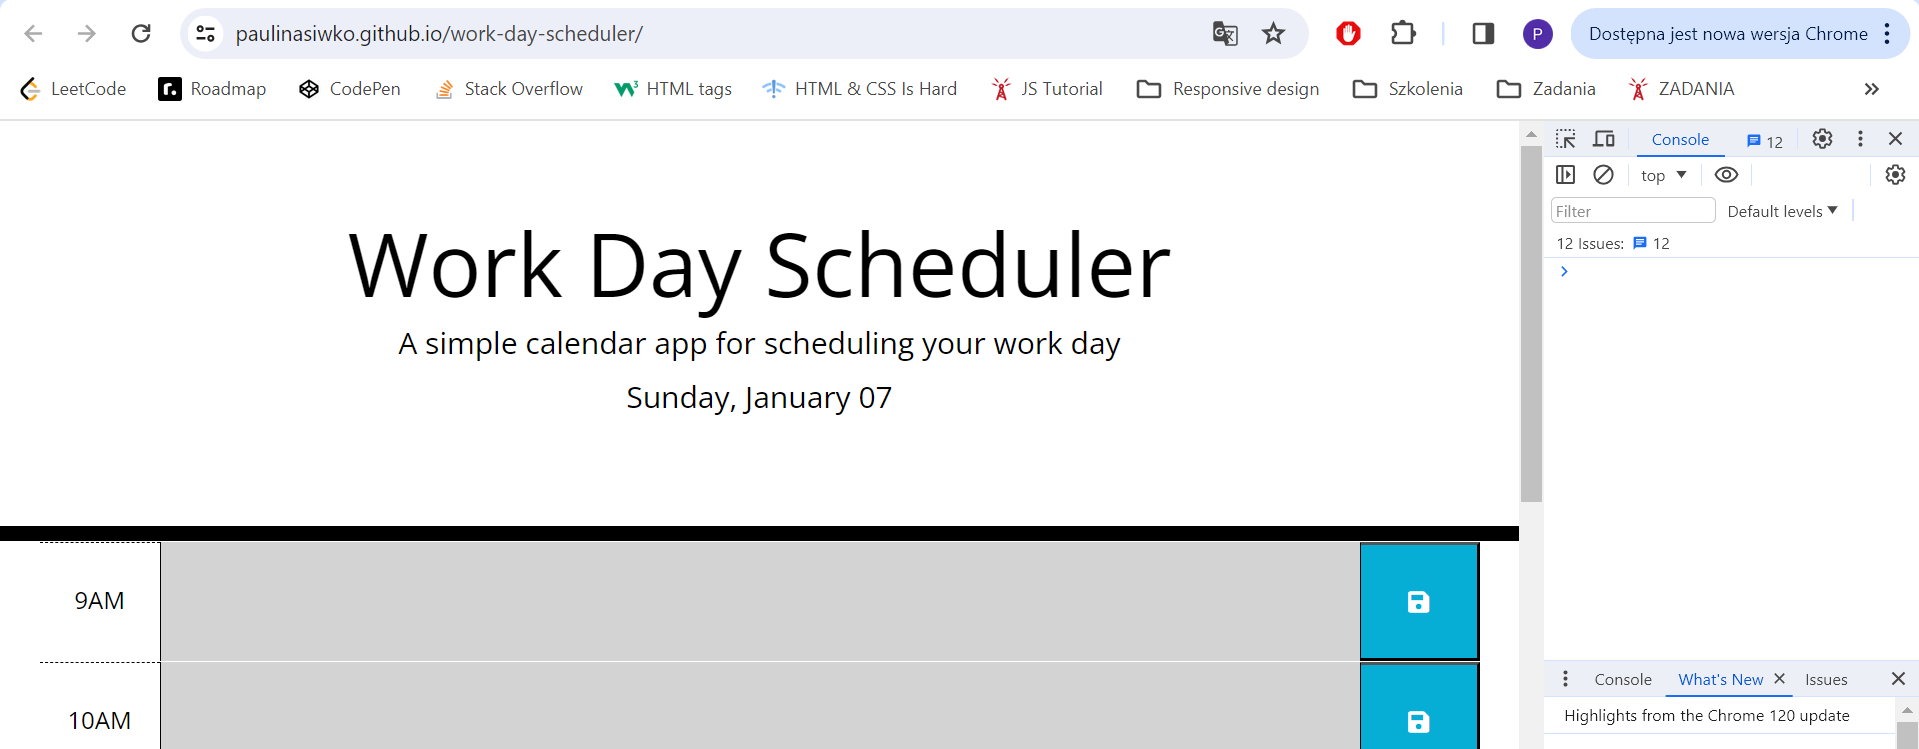 paulinasiwko.github.io/work-day-scheduler/
P
Dostępna jest nowa wersja Chrome
LeetCode
Roadmap
CodePen
Stack Overflow
HTML tags
HTML & CSS Is Hard
JS Tutorial
Responsive design
Szkolenia
Zadania
ZADANIA
Work Day Scheduler
A simple calendar app for scheduling your work day
Sunday, January 07
9AM
10AM
Console
12
top
Filter
Default levels
12 Issues:
12
Console
What's New
Issues
Highlights from the Chrome 120 update